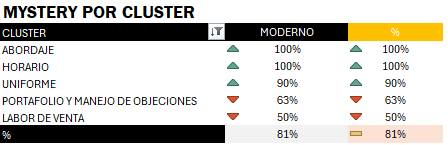 MYSTERY POR CLUSTER
CLUSTER MODERNO %
ABORDAJE 100% 100%
HORARIO 100% 100%
UNIFORME 90% 90%
PORTAFOLIO Y MANEJO DE OBJECIONES 63% 63%
LABOR DE VENTA 50% 50%
% 81% 81%